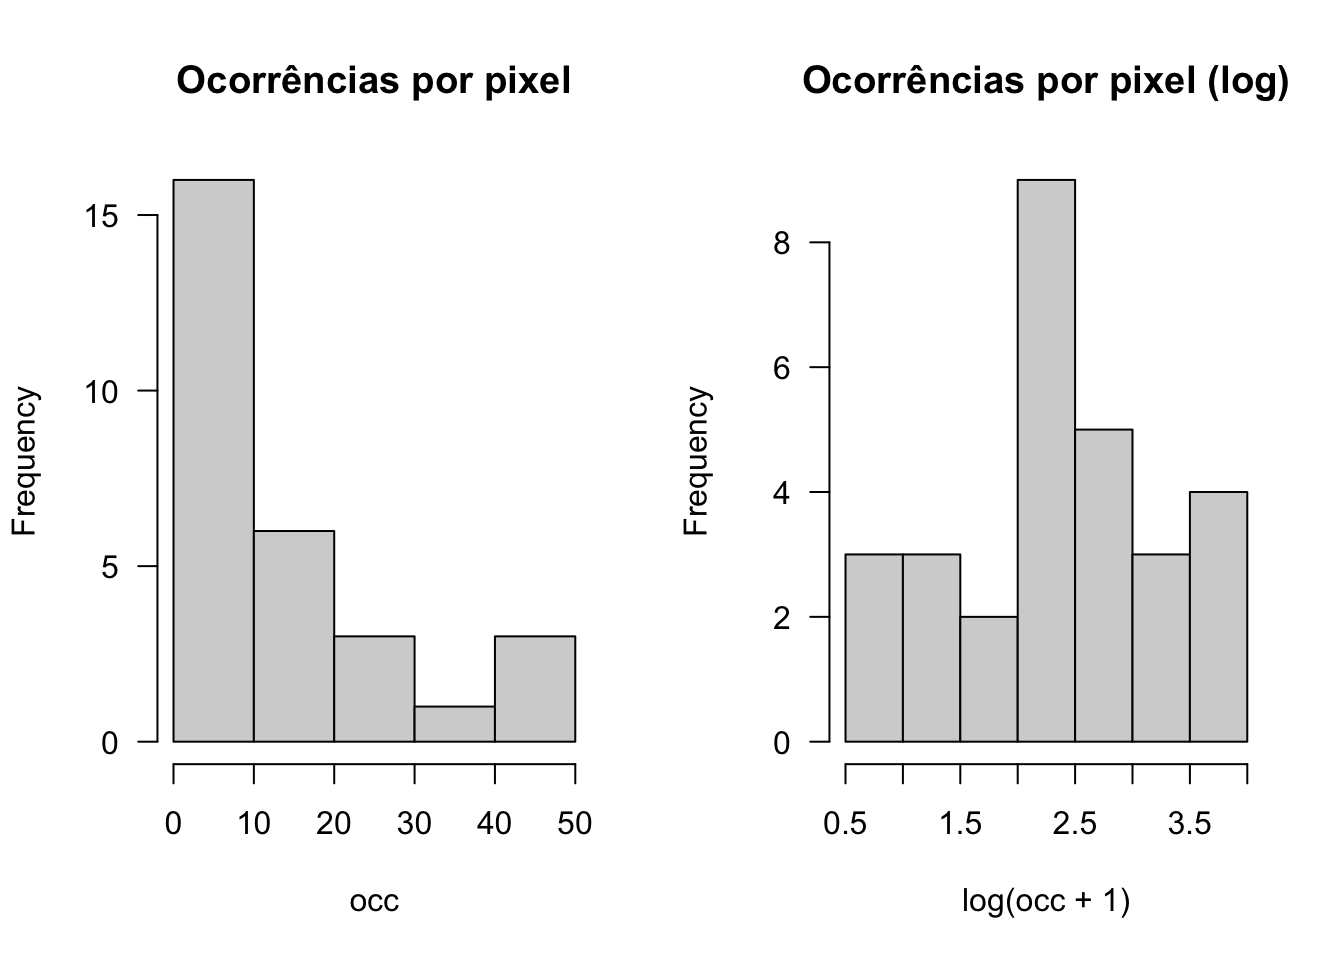 Ocorrências por pixel
Frequency
15
10
5
0
0 10 20 30 40 50
occ
Ocorrências por pixel (log)
Frequency
8
6
4
2
0
0.5 1.5 2.5 3.5
log(occ + 1)